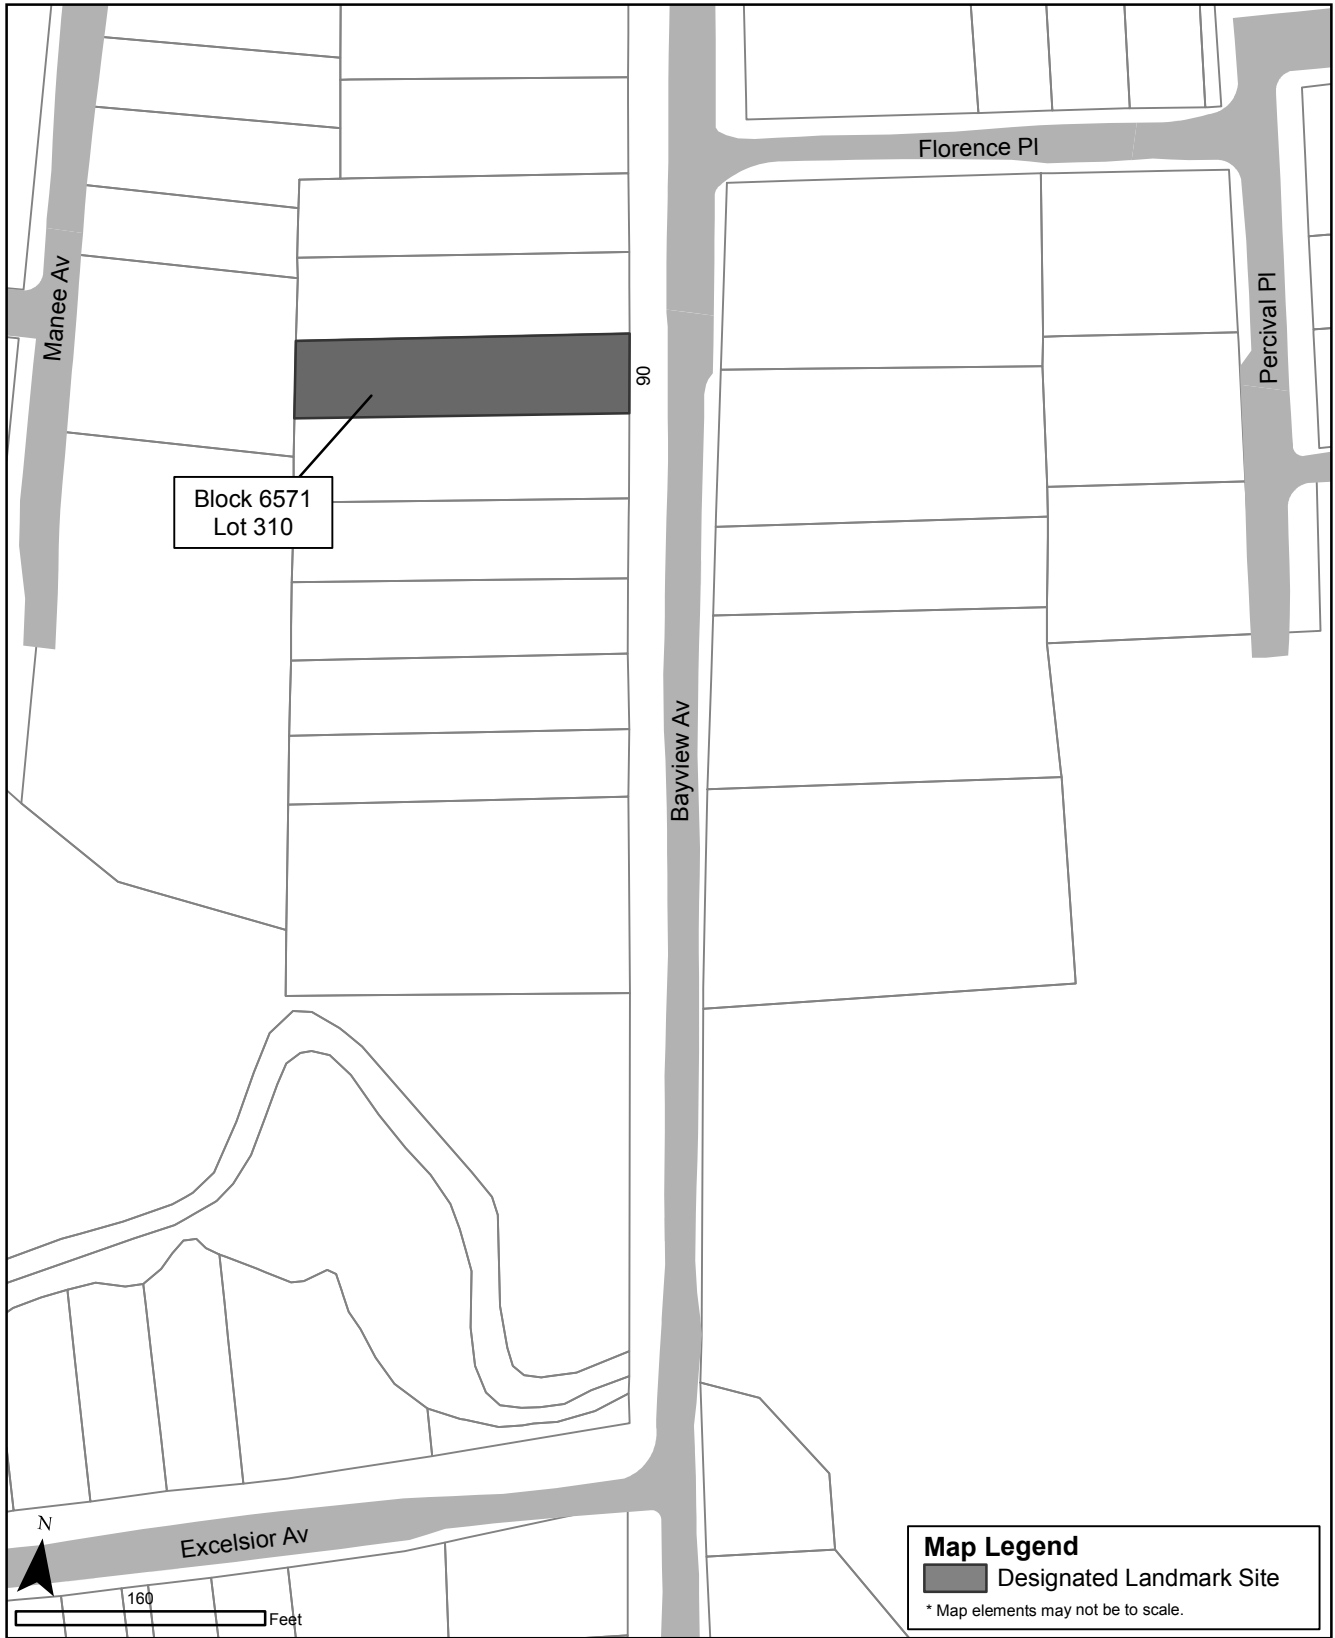 Florence Pl
Manee Av
Percival Pl
90
Block 6571
Lot 310
Bayview Av
Excelsior Av
N
160
Feet
Map Legend
Designated Landmark Site
* Map elements may not be to scale.